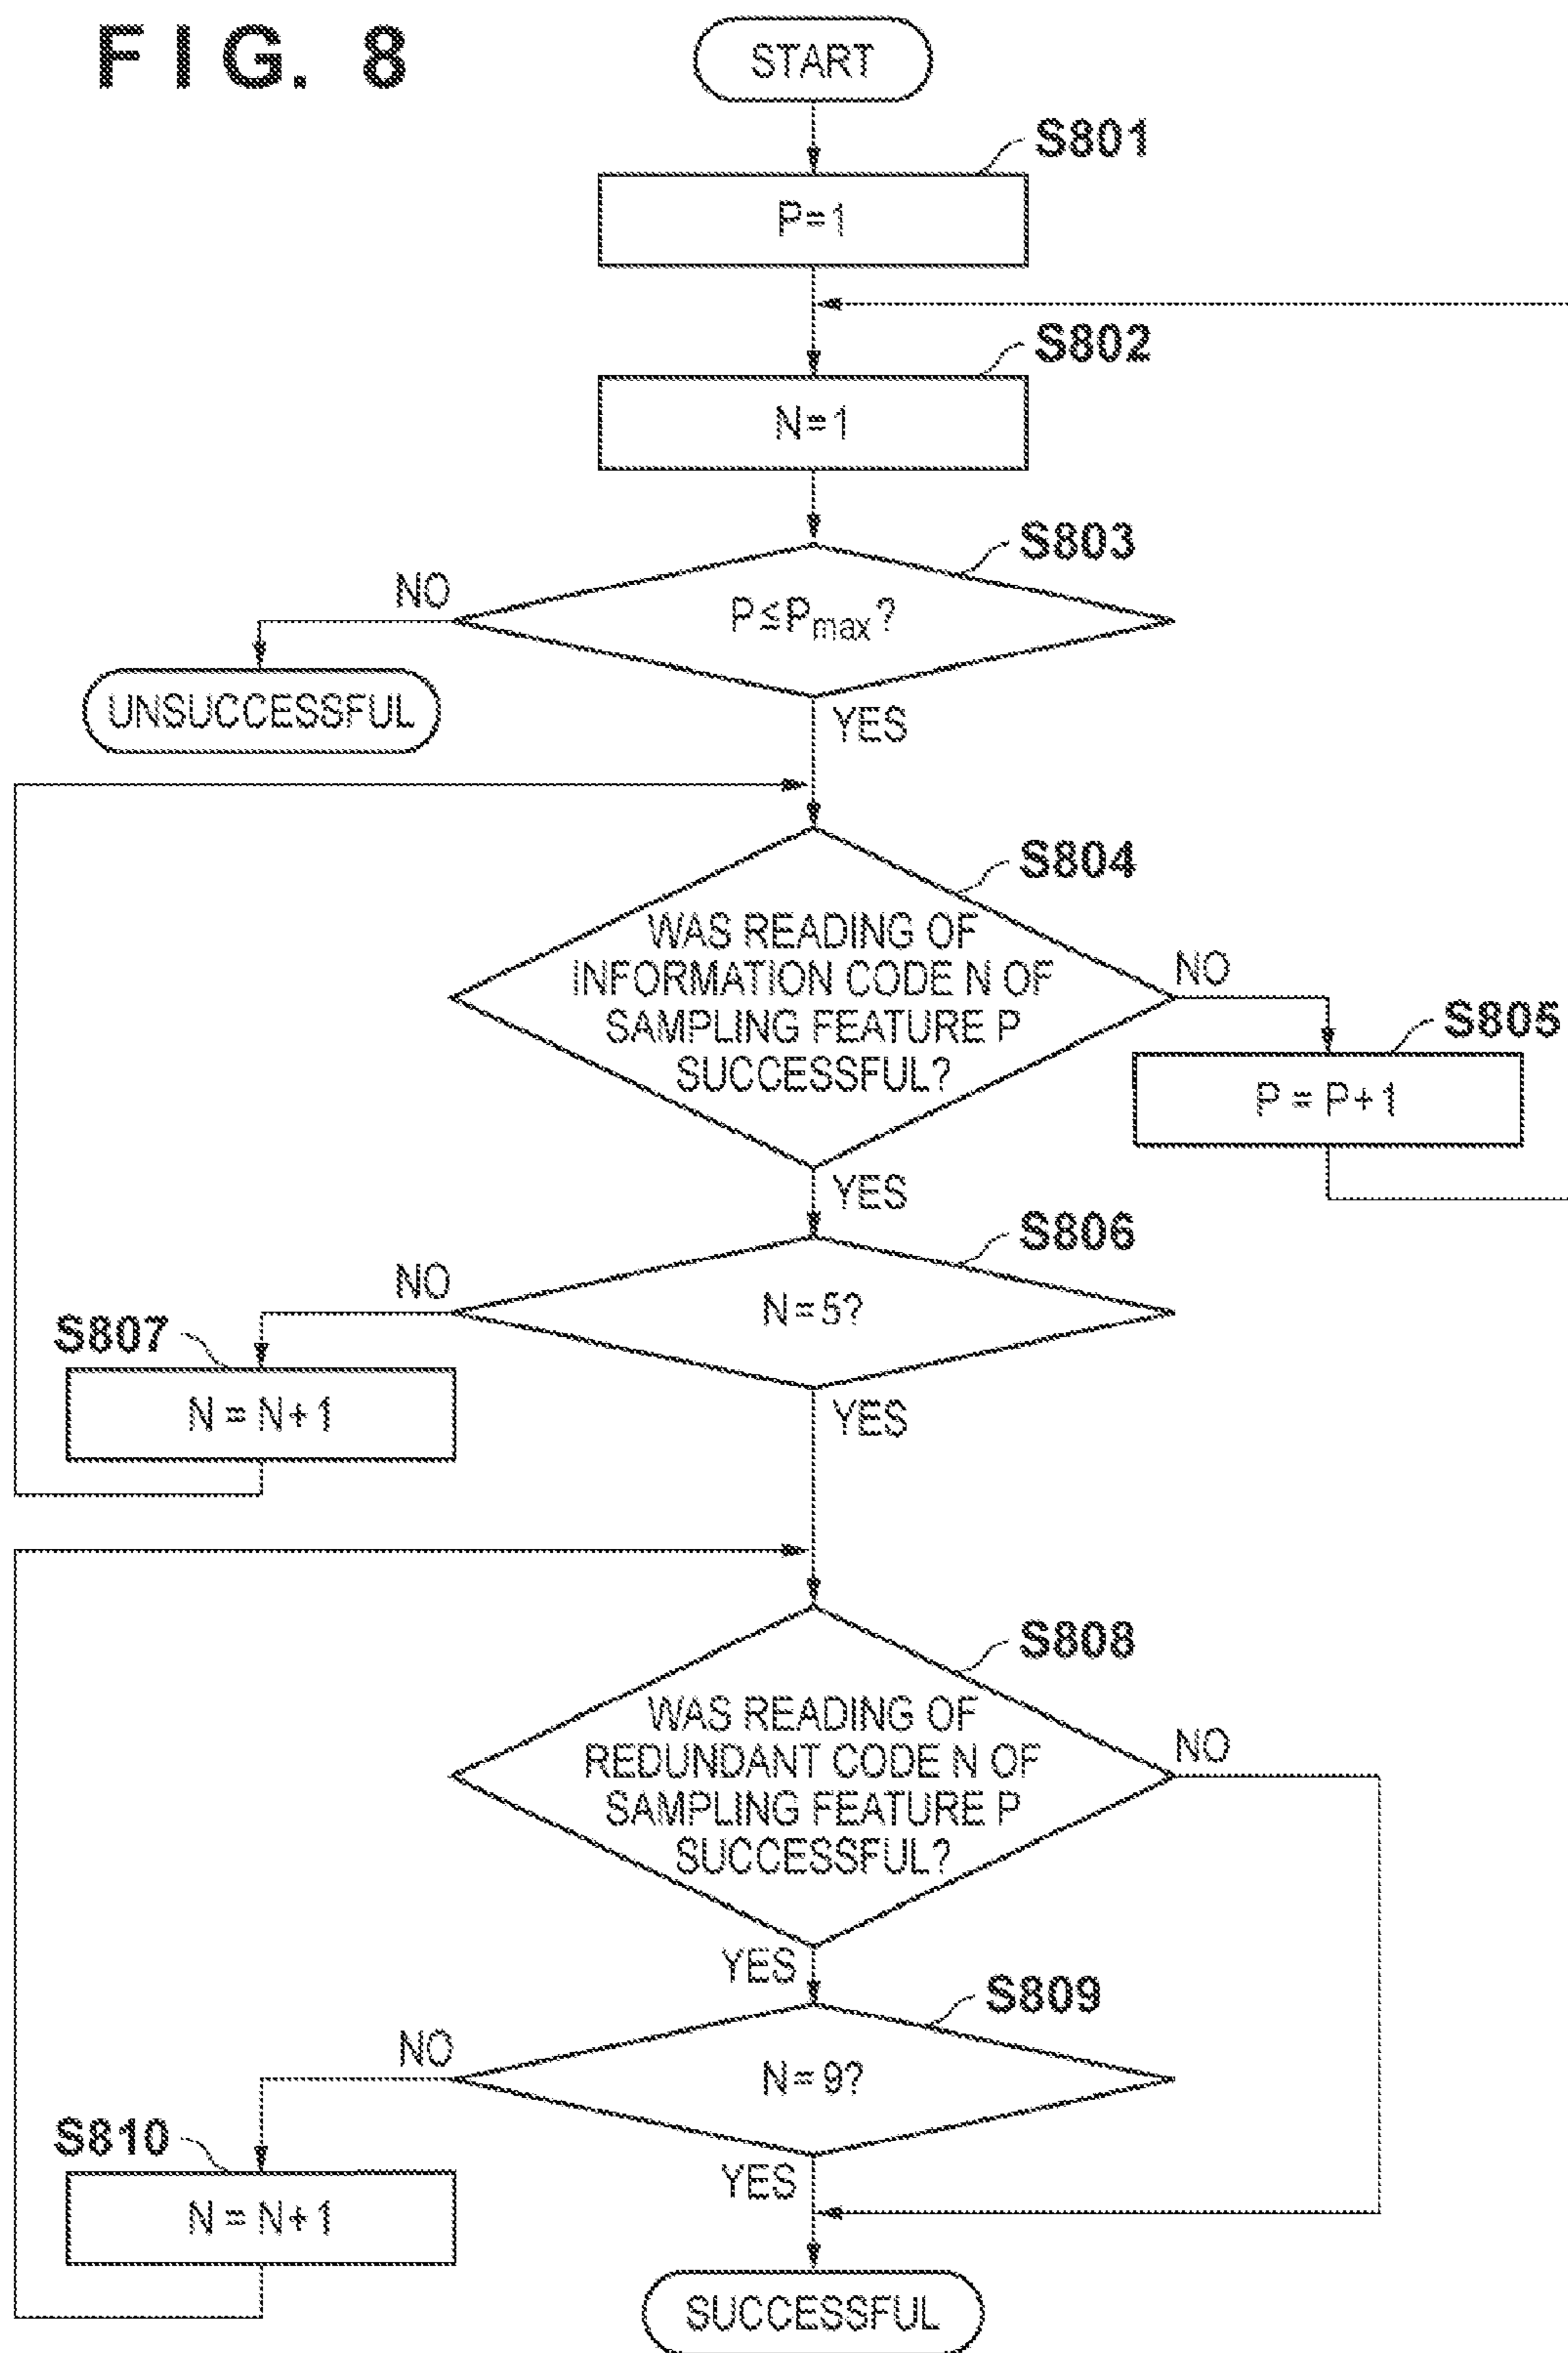 FIG. 8
START
S801
P=1
S802
N=1
S803
NO
P≦Pmax?
UNSUCCESSFUL
YES
S804
WAS READING OF
INFORMATION CODE N OF
SAMPLING FEATURE P
SUCCESSFUL?
NO
S805
P = P+1
YES
S806
NO
N=5?
S807
N = N+1
YES
S808
WAS READING OF
REDUNDANT CODE N OF
SAMPLING FEATURE P
SUCCESSFUL?
NO
YES
S809
NO
N=9?
S810
N = N+1
YES
SUCCESSFUL